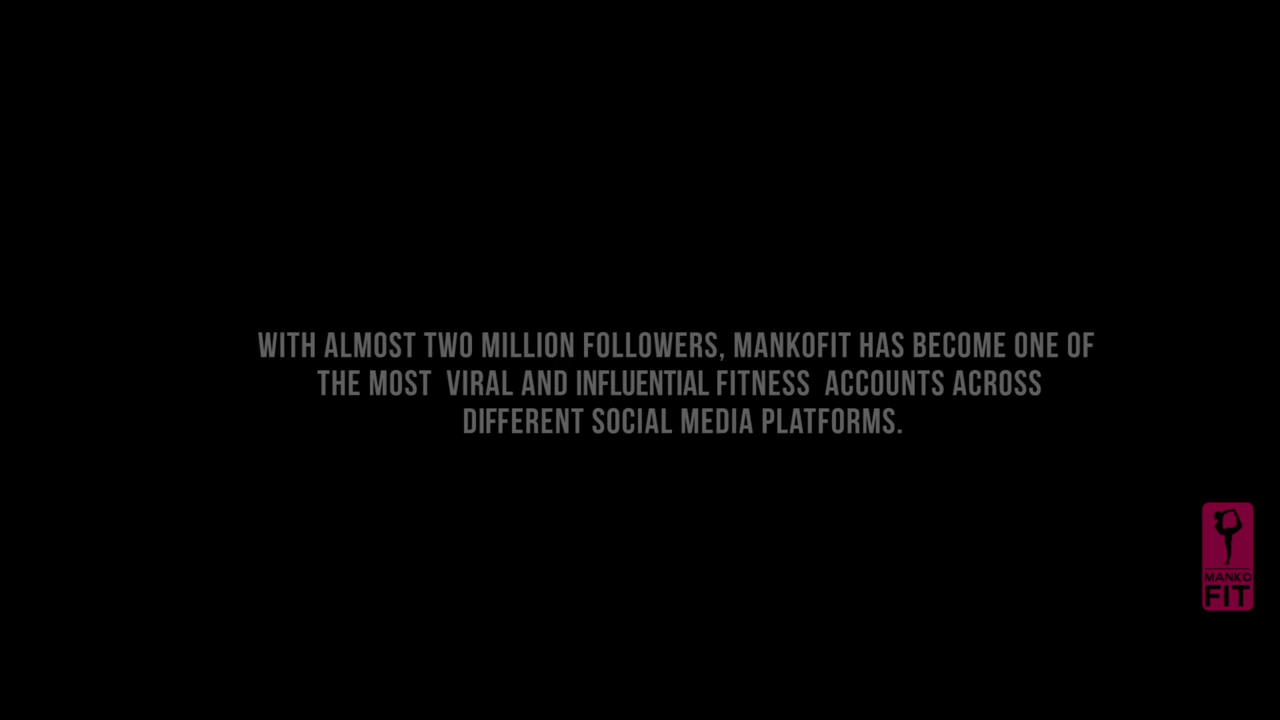 WITH ALMOST TWO MILLION FOLLOWERS, MANKOFIT HAS BECOME ONE OF
THE MOST VIRAL AND INFLUENTIAL FITNESS ACCOUNTS ACROSS
DIFFERENT SOCIAL MEDIA PLATFORMS.
MANKO
FIT